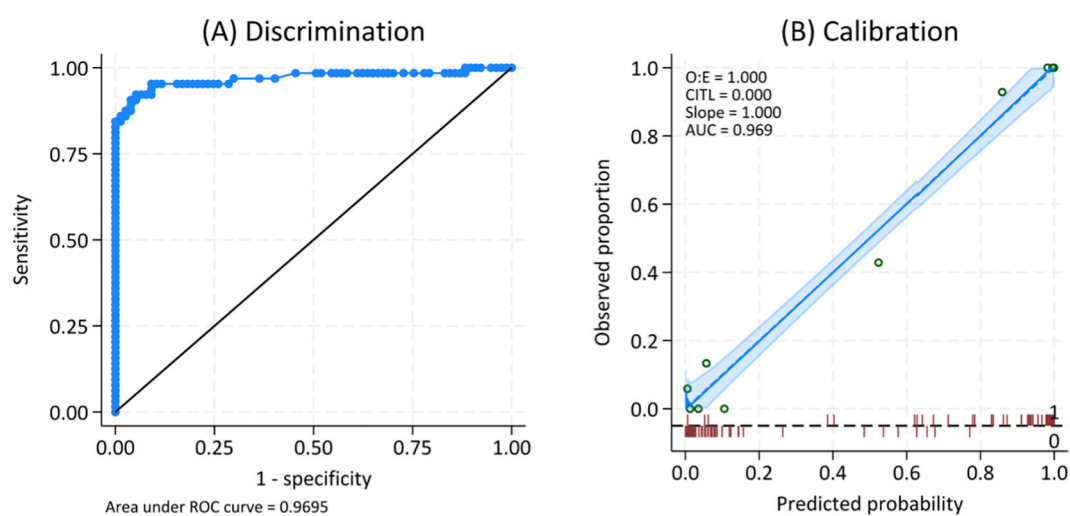 (A) Discrimination
1.00
0.75
0.50
0.25
0.00
Sensitivity
0.00 0.25 0.50 0.75 1.00
1 - specificity
Area under ROC curve = 0.9695
(B) Calibration
O:E = 1.000
CITL = 0.000
Slope = 1.000
AUC = 0.969
1.0
0.8
0.6
0.4
0.2
0.0
Observed proportion
1
0
0.0 0.2 0.4 0.6 0.8 1.0
Predicted probability